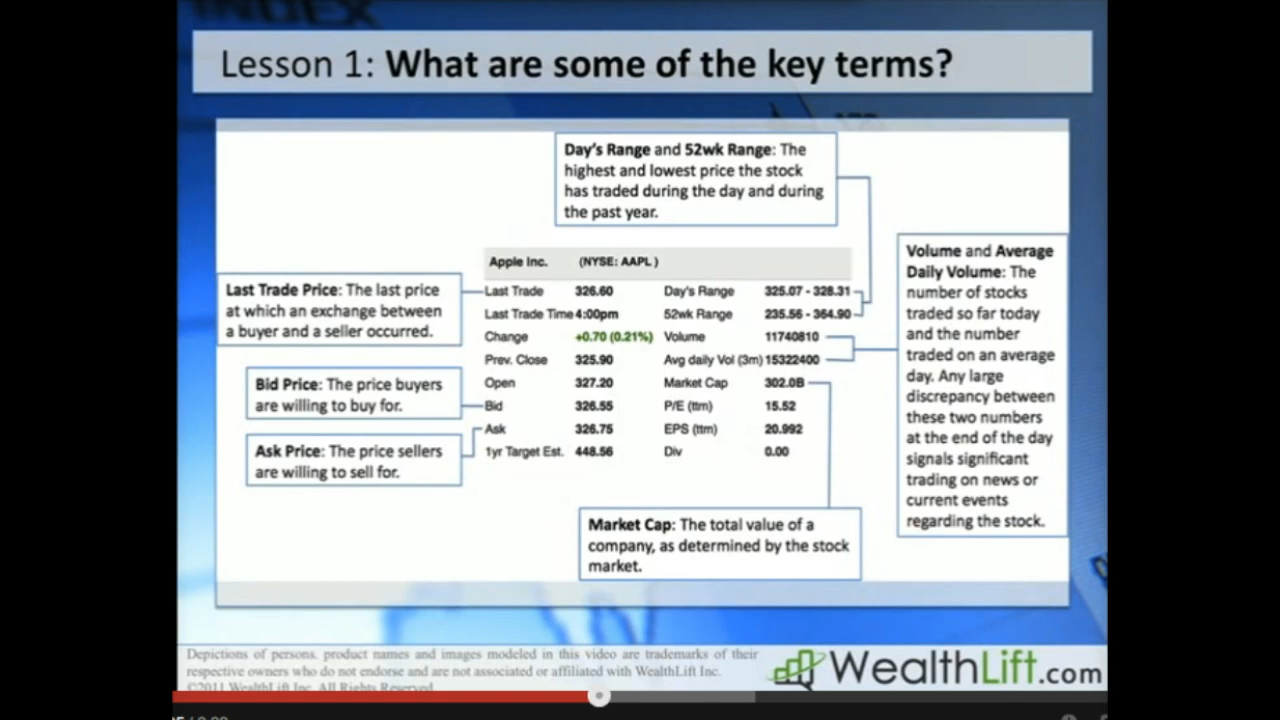 INDEX
Lesson 1: What are some of the key terms?
Day's Range and 52wk Range: The
highest and lowest price the stock
has traded during the day and during
the past year.
Apple Inc. (NYSE: AAPL )
Last Trade 326.60 Day's Range 325.07 - 328.31
Last Trade Time 4:00pm 52wk Range 235.56 - 364.90
Change +0.70 (0.21%) Volume 11740810
Prev. Close 325.90 Avg daily Vol (3m) 15322400
Open 327.20 Market Cap 302.0B
Bid 326.55 P/E (ttm) 15.52
Ask 326.75 EPS (ttm) 20.992
1yr Target Est. 448.56 Div 0.00
Last Trade Price: The last price
at which an exchange between
a buyer and a seller occurred.
Bid Price: The price buyers
are willing to buy for.
Ask Price: The price sellers
are willing to sell for.
Volume and Average
Daily Volume: The
number of stocks
traded so far today
and the number
traded on an average
day. Any large
discrepancy between
these two numbers
at the end of the day
signals significant
trading on news or
current events
regarding the stock.
Market Cap: The total value of a
company, as determined by the stock
market.
Depictions of persons, product names and images modeled in this video are trademarks of their
respective owners who do not endorse and are not associated or affiliated with WealthLift Inc.
©2011 WealthLift Inc. All Rights Reserved
WealthLift.com